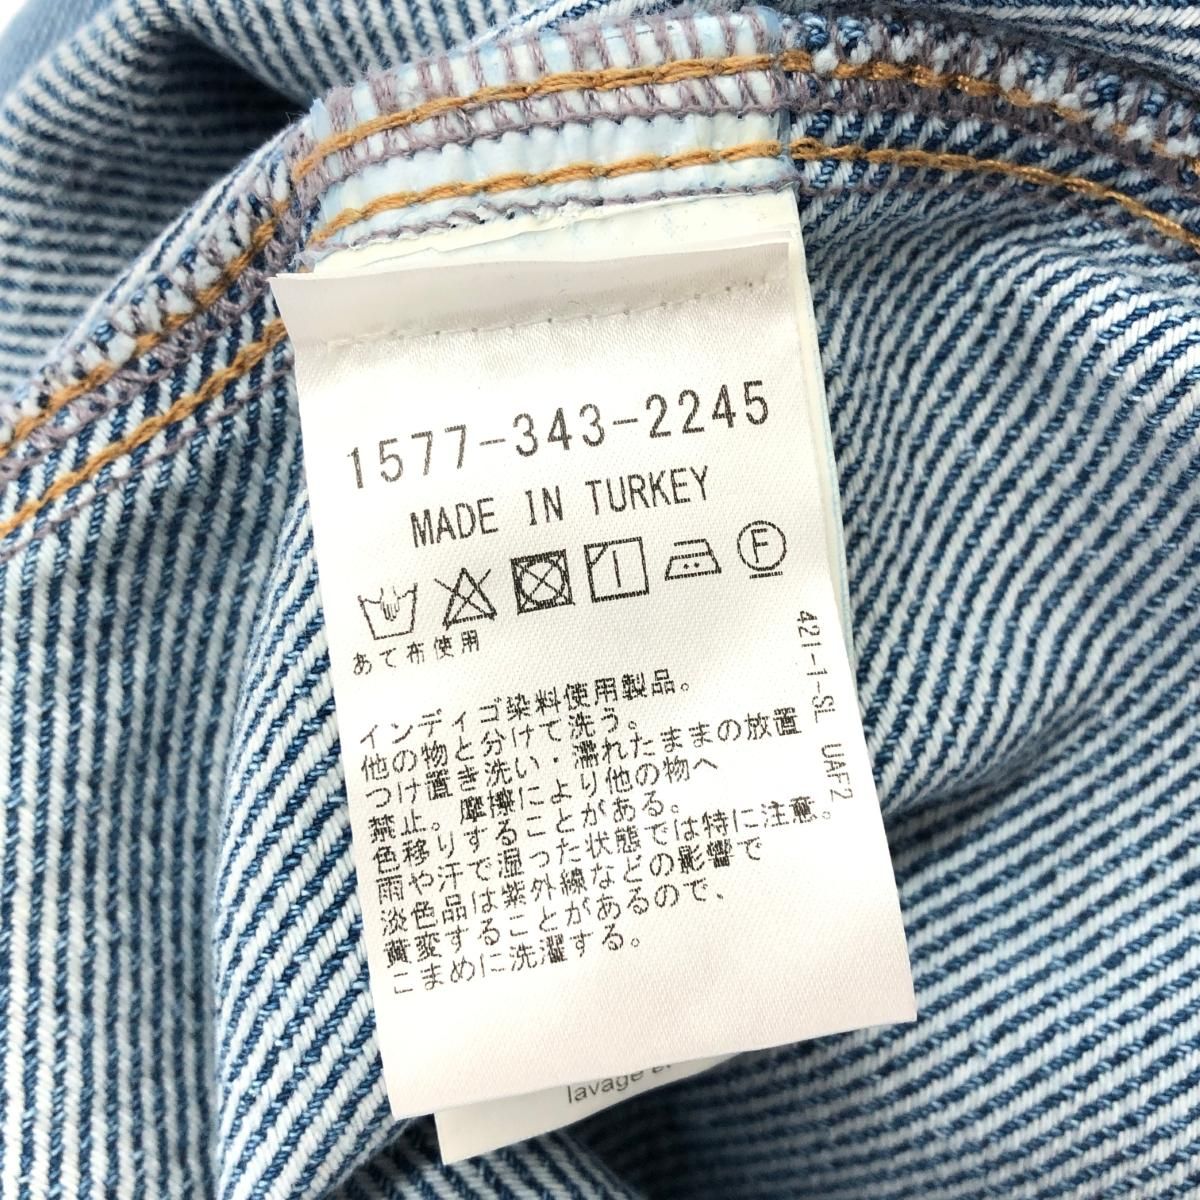 1577-343-2245
MADE IN TURKEY
F
あて布使用
インディゴ染料使用製品。
他の物と分けて洗う。
つけ置き洗い・濡れたままの放置
禁止。摩擦により他の物へ
色移りすることがある。
雨や汗で湿った状態では特に注意。
淡色品は紫外線などの影響で
黄変することがあるので、
こまめに洗濯する。
421-1-SL UAF2
lavage